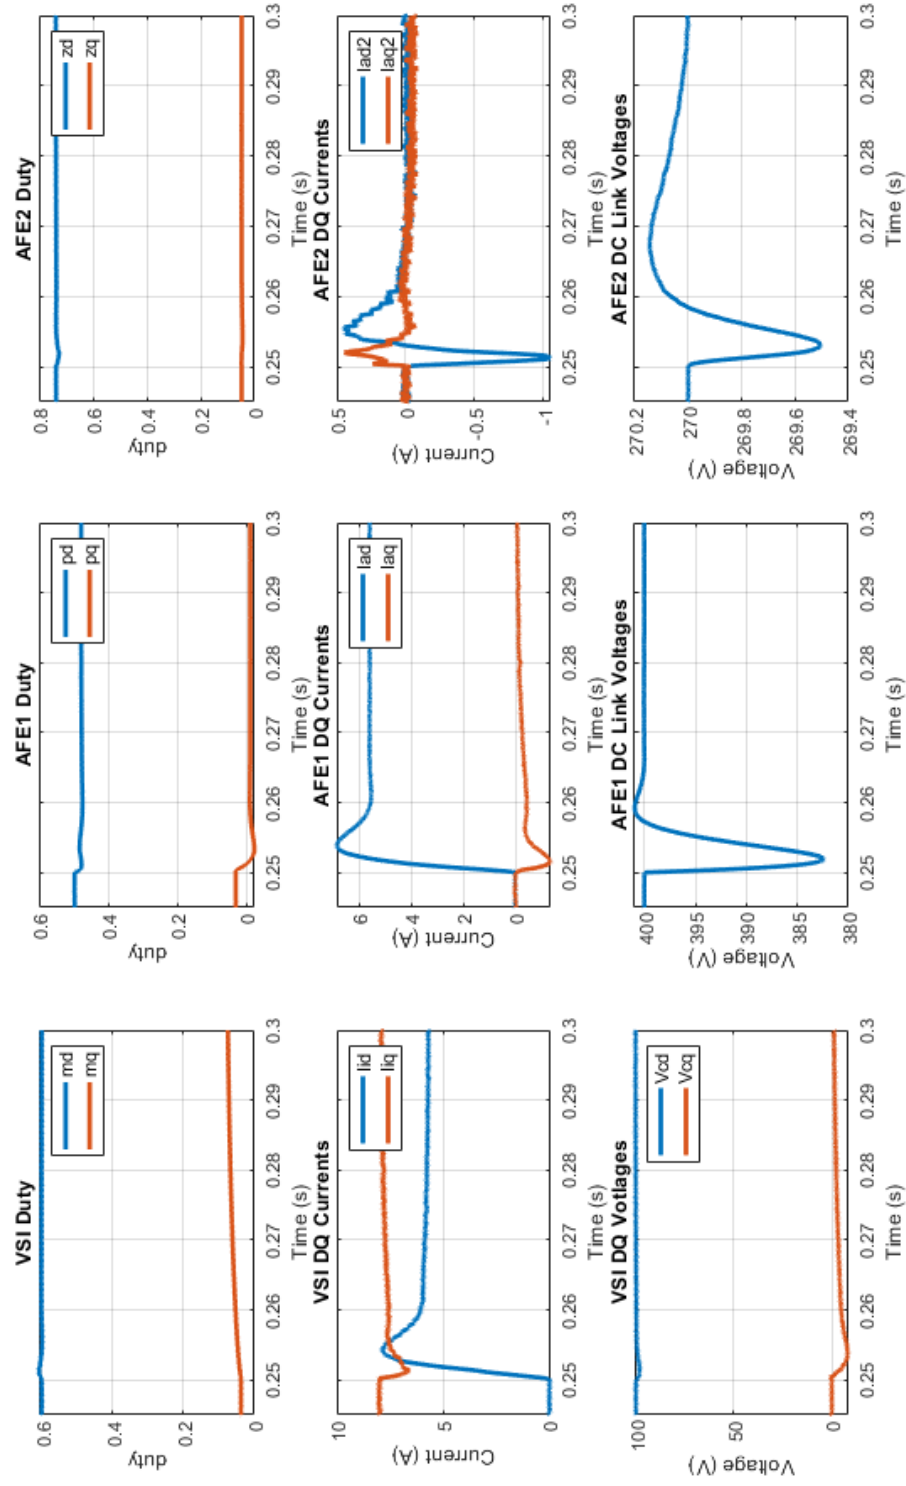 VSI Duty
0.6
0.4
0.2
0
duty
md
mq
0.25 0.26 0.27 0.28 0.29 0.3
Time (s)
AFE1 Duty
0.6
0.4
0.2
0
duty
pd
pq
0.25 0.26 0.27 0.28 0.29 0.3
Time (s)
AFE2 Duty
0.8
0.6
0.4
0.2
0
duty
zd
zq
0.25 0.26 0.27 0.28 0.29 0.3
Time (s)
VSI DQ Currents
10
5
0
Current (A)
Iid
Iiq
0.25 0.26 0.27 0.28 0.29 0.3
Time (s)
AFE1 DQ Currents
6
4
2
0
Current (A)
Iad
Iaq
0.25 0.26 0.27 0.28 0.29 0.3
Time (s)
AFE2 DQ Currents
0.5
0
-0.5
-1
Current (A)
Iad2
Iaq2
0.25 0.26 0.27 0.28 0.29 0.3
Time (s)
VSI DQ Votlages
100
50
0
Voltage (V)
Vcd
Vcq
0.25 0.26 0.27 0.28 0.29 0.3
Time (s)
AFE1 DC Link Voltages
400
395
390
385
380
Voltage (V)
0.25 0.26 0.27 0.28 0.29 0.3
Time (s)
AFE2 DC Link Voltages
270.2
270
269.8
269.6
269.4
Voltage (V)
0.25 0.26 0.27 0.28 0.29 0.3
Time (s)